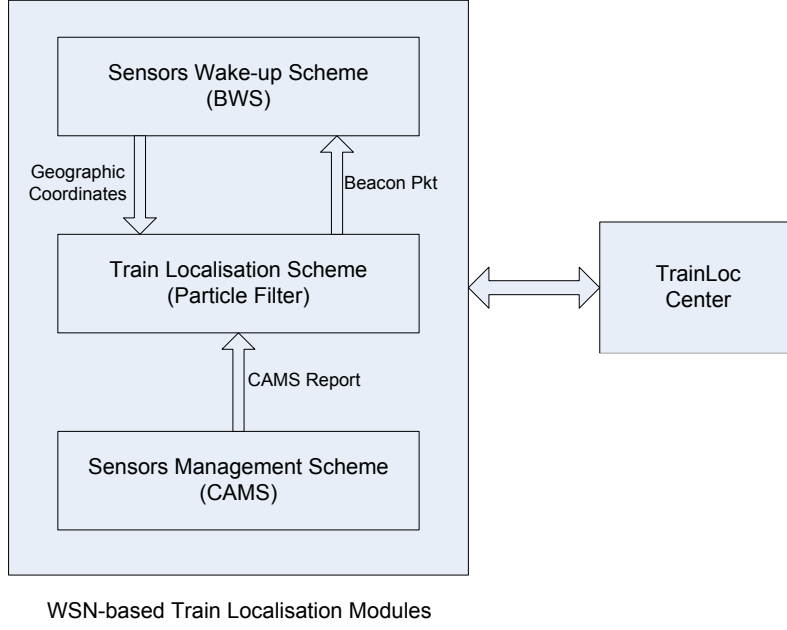 Sensors Wake-up Scheme
(BWS)
Geographic
Coordinates
Beacon Pkt
Train Localisation Scheme
(Particle Filter)
TrainLoc
Center
CAMS Report
Sensors Management Scheme
(CAMS)
WSN-based Train Localisation Modules